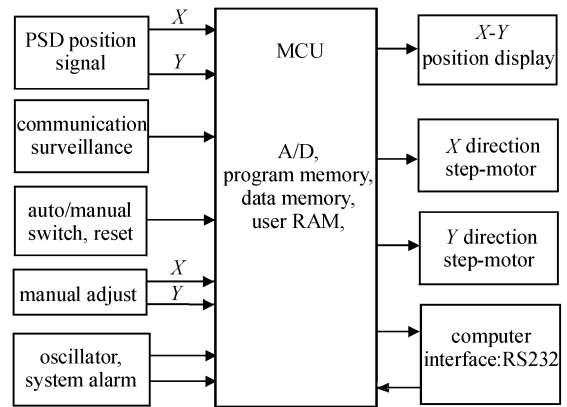 PSD position
signal
X
Y
communication
surveillance
auto/manual
switch, reset
manual adjust
X
Y
oscillator,
system alarm
MCU
A/D,
program memory,
data memory,
user RAM,
X-Y
position display
X direction
step-motor
Y direction
step-motor
computer
interface:RS232